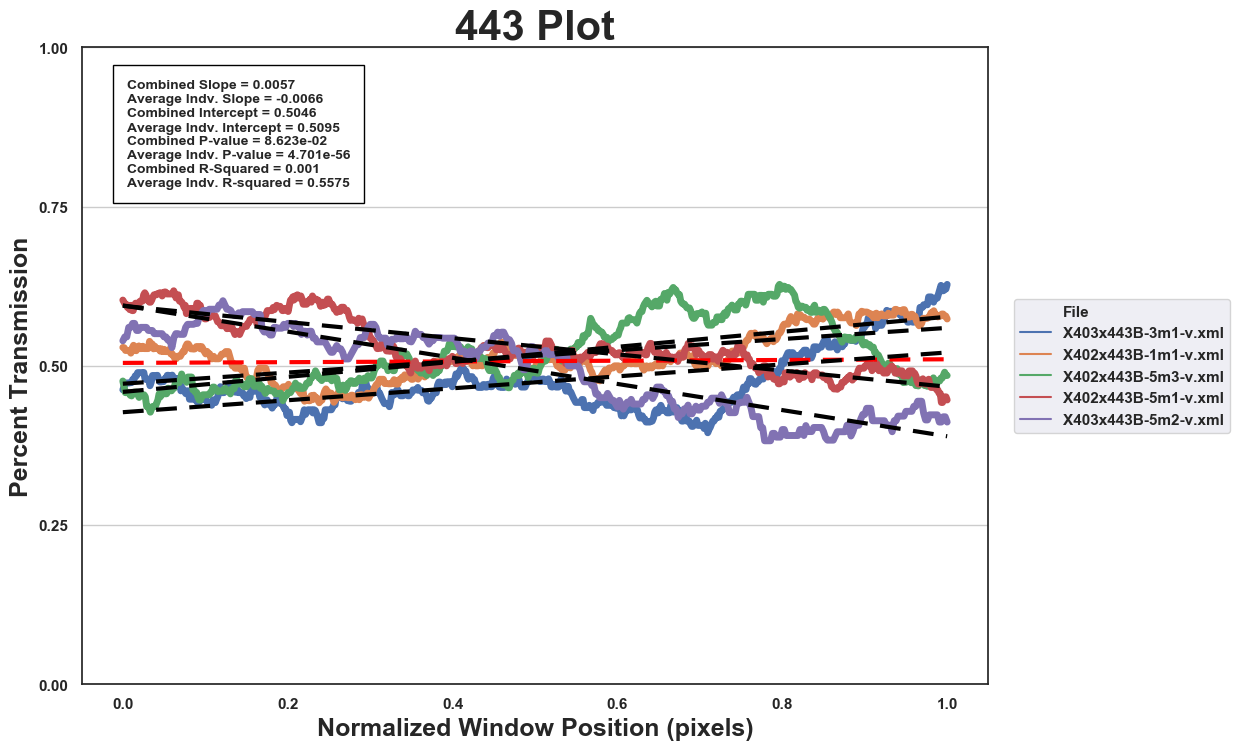 443 Plot
Combined Slope = 0.0057
Average Indv. Slope = -0.0066
Combined Intercept = 0.5046
Average Indv. Intercept = 0.5095
Combined P-value = 8.623e-02
Average Indv. P-value = 4.701e-56
Combined R-Squared = 0.001
Average Indv. R-squared = 0.5575
Percent Transmission
1.00
0.75
0.50
0.25
0.00
0.0 0.2 0.4 0.6 0.8 1.0
Normalized Window Position (pixels)
File
X403x443B-3m1-v.xml
X402x443B-1m1-v.xml
X402x443B-5m3-v.xml
X402x443B-5m1-v.xml
X403x443B-5m2-v.xml